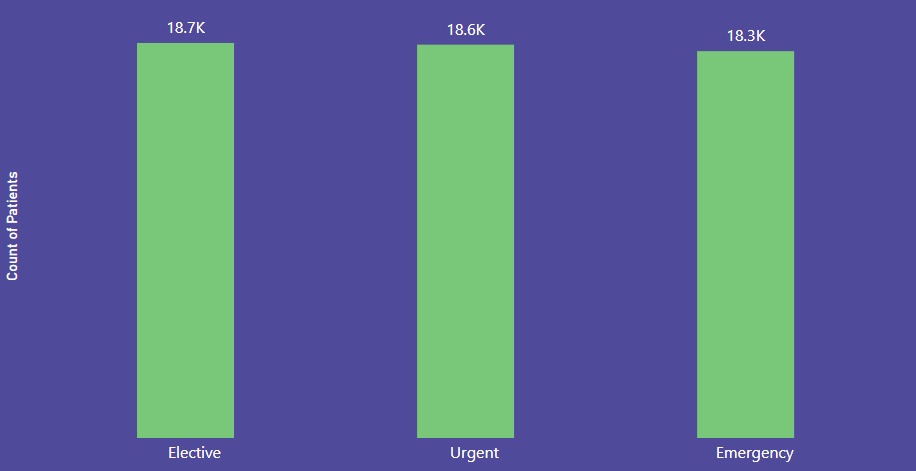 18.7K
18.6K
18.3K
Count of Patients
Elective
Urgent
Emergency